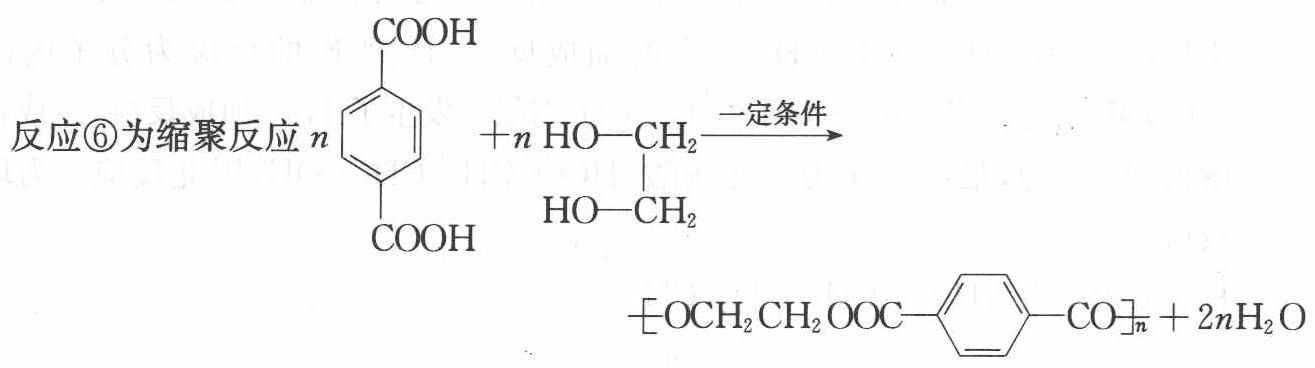 COOH
反应⑥为缩聚反应 n +n HO—CH₂ 一定条件
HO—CH₂
COOH
⁅OCH₂CH₂OOC— —CO⁆ₙ + 2nH₂O